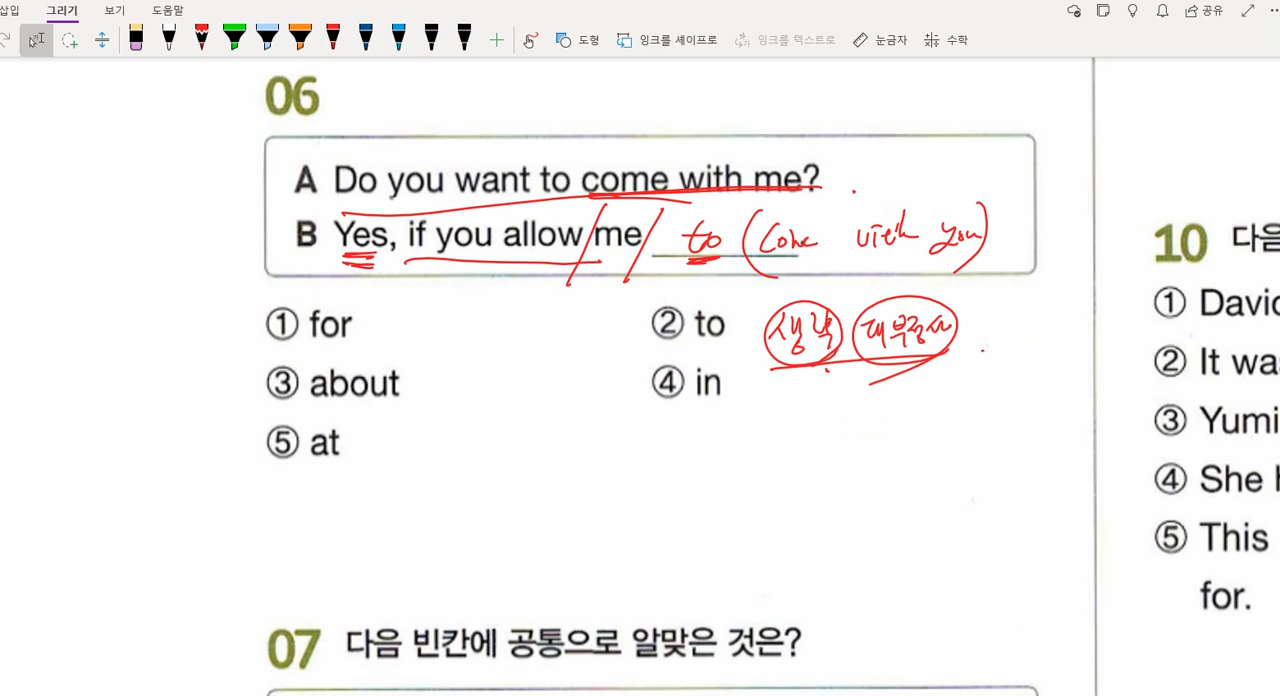 삽입 그리기 보기 도움말 공유
도형 잉크를 셰이프로 잉크를 텍스트로 눈금자 수학
06
A Do you want to come with me?
B Yes, if you allow me to (come with you)
① for ② to 생략 대부정사
③ about ④ in
⑤ at
07 다음 빈칸에 공통으로 알맞은 것은?
10 다음
① David
② It wa
③ Yumi
④ She h
⑤ This
for.